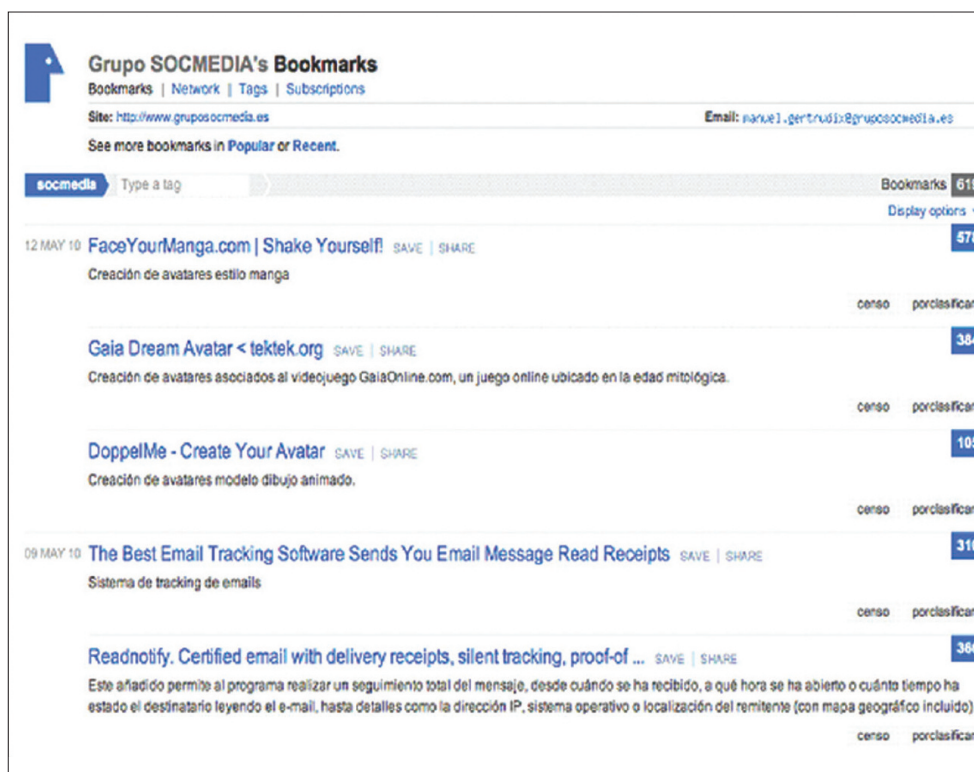 Grupo SOCMEDIA's Bookmarks
Bookmarks | Network | Tags | Subscriptions
Site: http://www.gruposocmedia.es Email: manuel.gertrudix@gruposocmedia.es
See more bookmarks in Popular or Recent.
socmedia Type a tag Bookmarks
Display options
12 MAY 10 FaceYourManga.com | Shake Yourself! SAVE | SHARE
Creación de avatares estilo manga
censo porclasificar
Gaia Dream Avatar < tektek.org SAVE | SHARE
Creación de avatares asociados al videojuego GaiaOnline.com, un juego online ubicado en la edad mitológica.
censo porclasificar
DoppelMe - Create Your Avatar SAVE | SHARE
Creación de avatares modelo dibujo animado.
censo porclasificar
09 MAY 10 The Best Email Tracking Software Sends You Email Message Read Receipts SAVE | SHARE
Sistema de tracking de emails
censo porclasificar
Readnotify. Certified email with delivery receipts, silent tracking, proof-of ... SAVE | SHARE
Este añadido permite al programa realizar un seguimiento total del mensaje, desde cuándo se ha recibido, a qué hora se ha abierto o cuánto tiempo ha
estado el destinatario leyendo el e-mail, hasta detalles como la dirección IP, sistema operativo o localización del remitente (con mapa geográfico incluido)
censo porclasificar